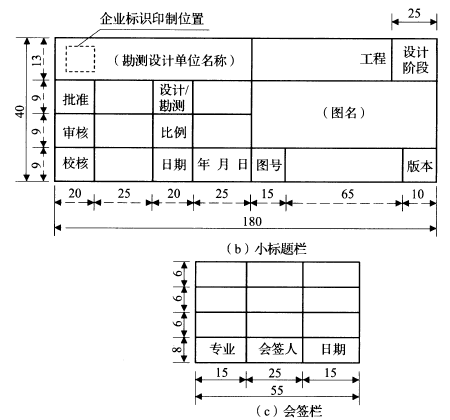 企业标识印制位置
25
13
(勘测设计单位名称)
工程
设计
阶段
40
9
批准
设计/
勘测
(图名)
9
审核
比例
9
校核
日期
年 月 日
图号
版本
20
25
20
25
15
65
10
180
(b) 小标题栏
6
6
6
8
专业
会签人
日期
15
25
15
55
(c) 会签栏